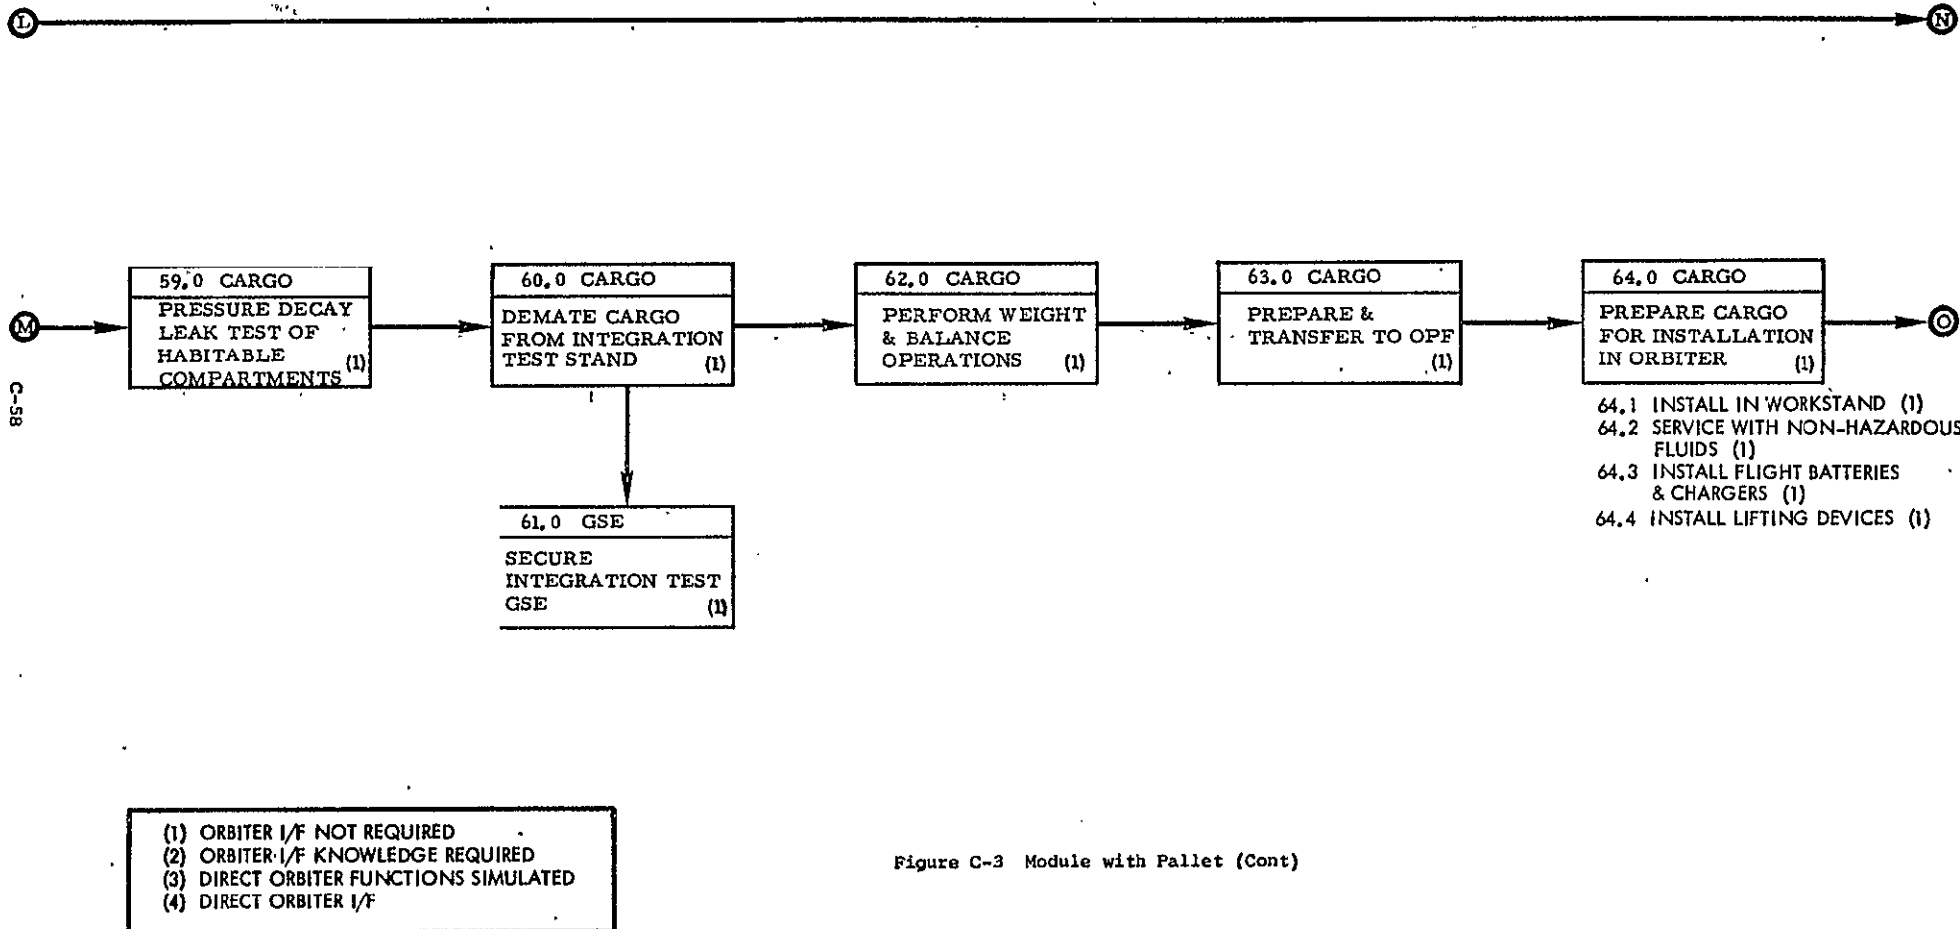 L
N
59.0 CARGO
PRESSURE DECAY
LEAK TEST OF
HABITABLE
COMPARTMENTS (1)
60.0 CARGO
DEMATE CARGO
FROM INTEGRATION
TEST STAND (1)
62.0 CARGO
PERFORM WEIGHT
& BALANCE
OPERATIONS (1)
63.0 CARGO
PREPARE &
TRANSFER TO OPF
(1)
64.0 CARGO
PREPARE CARGO
FOR INSTALLATION
IN ORBITER (1)
M
O
C-58
64.1 INSTALL IN WORKSTAND (1)
64.2 SERVICE WITH NON-HAZARDOUS
FLUIDS (1)
64.3 INSTALL FLIGHT BATTERIES
& CHARGERS (1)
64.4 INSTALL LIFTING DEVICES (1)
61.0 GSE
SECURE
INTEGRATION TEST
GSE (1)
(1) ORBITER I/F NOT REQUIRED
(2) ORBITER I/F KNOWLEDGE REQUIRED
(3) DIRECT ORBITER FUNCTIONS SIMULATED
(4) DIRECT ORBITER I/F
Figure C-3 Module with Pallet (Cont)